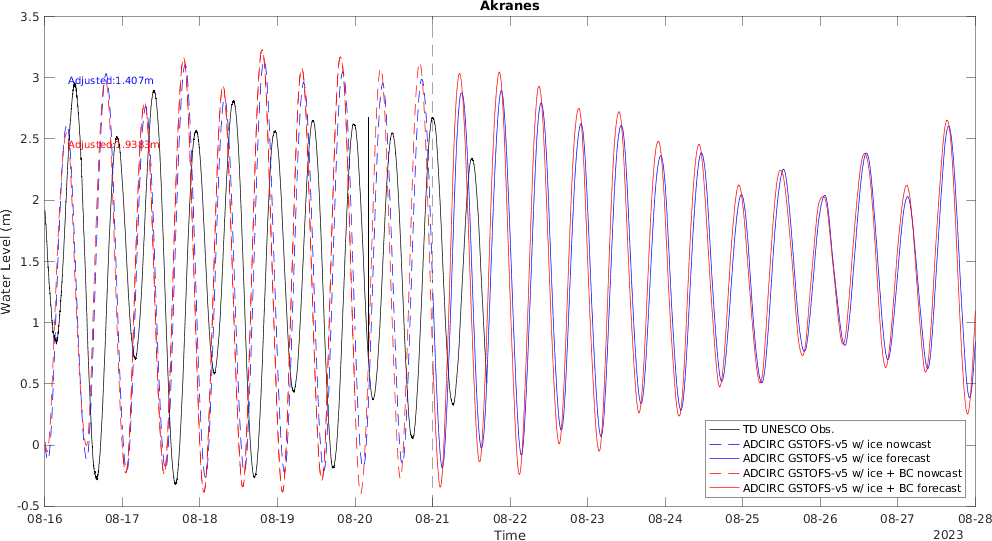 Akranes
3.5
3
2.5
2
1.5
1
0.5
0
-0.5
Water Level (m)
Adjusted:1.407m
Adjusted:1.9383m
08-16 08-17 08-18 08-19 08-20 08-21 08-22 08-23 08-24 08-25 08-26 08-27 08-28
Time
2023
TD UNESCO Obs.
ADCIRC GSTOFS-v5 w/ ice nowcast
ADCIRC GSTOFS-v5 w/ ice forecast
ADCIRC GSTOFS-v5 w/ ice + BC nowcast
ADCIRC GSTOFS-v5 w/ ice + BC forecast